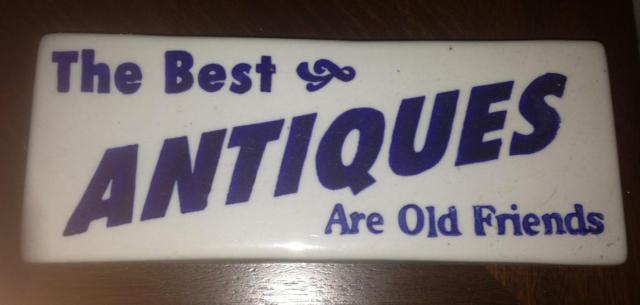 The Best
ANTIQUES
Are Old Friends